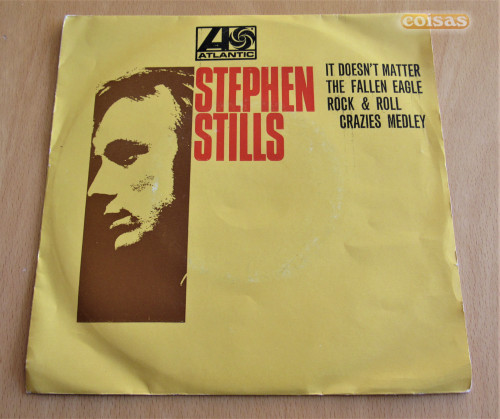 coisas
ATLANTIC
STEPHEN
STILLS
IT DOESN'T MATTER
THE FALLEN EAGLE
ROCK & ROLL
CRAZIES MEDLEY